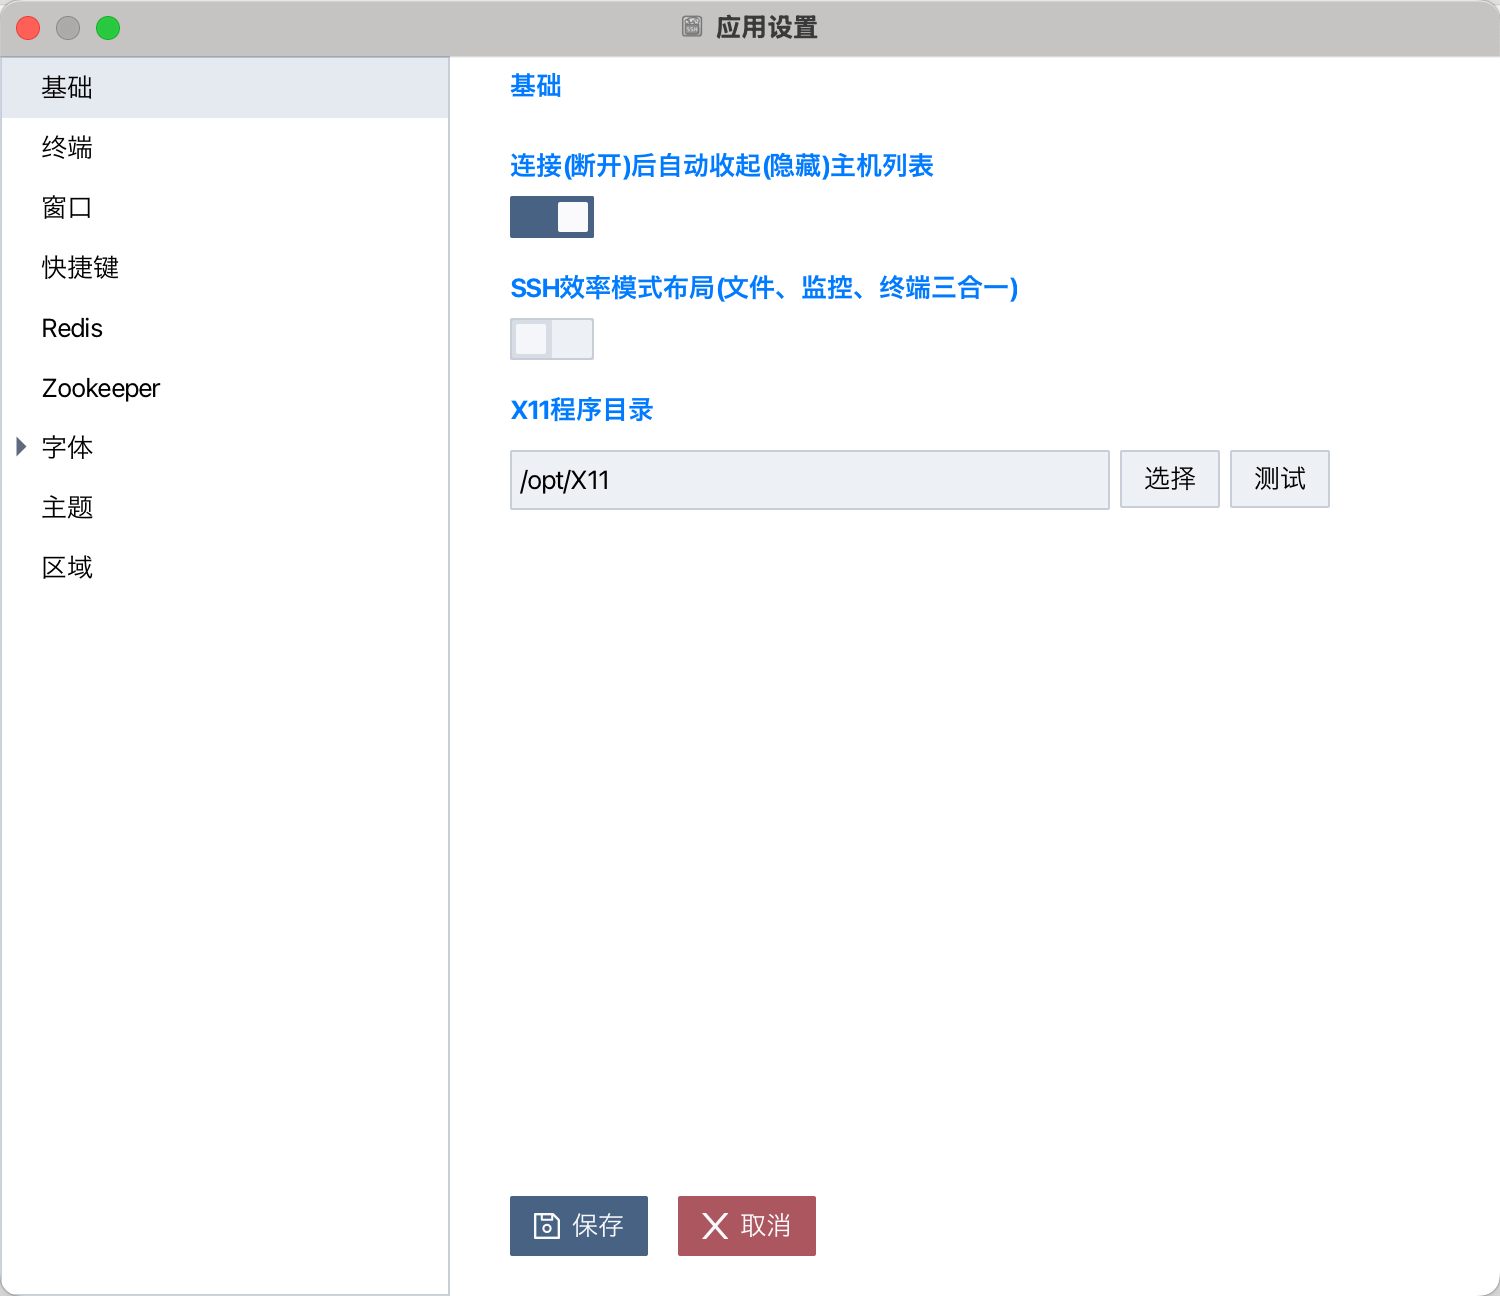 应用设置
基础
终端
窗口
快捷键
Redis
Zookeeper
字体
主题
区域
基础
连接(断开)后自动收起(隐藏)主机列表
SSH效率模式布局(文件、监控、终端三合一)
X11程序目录
/opt/X11
选择
测试
保存
取消